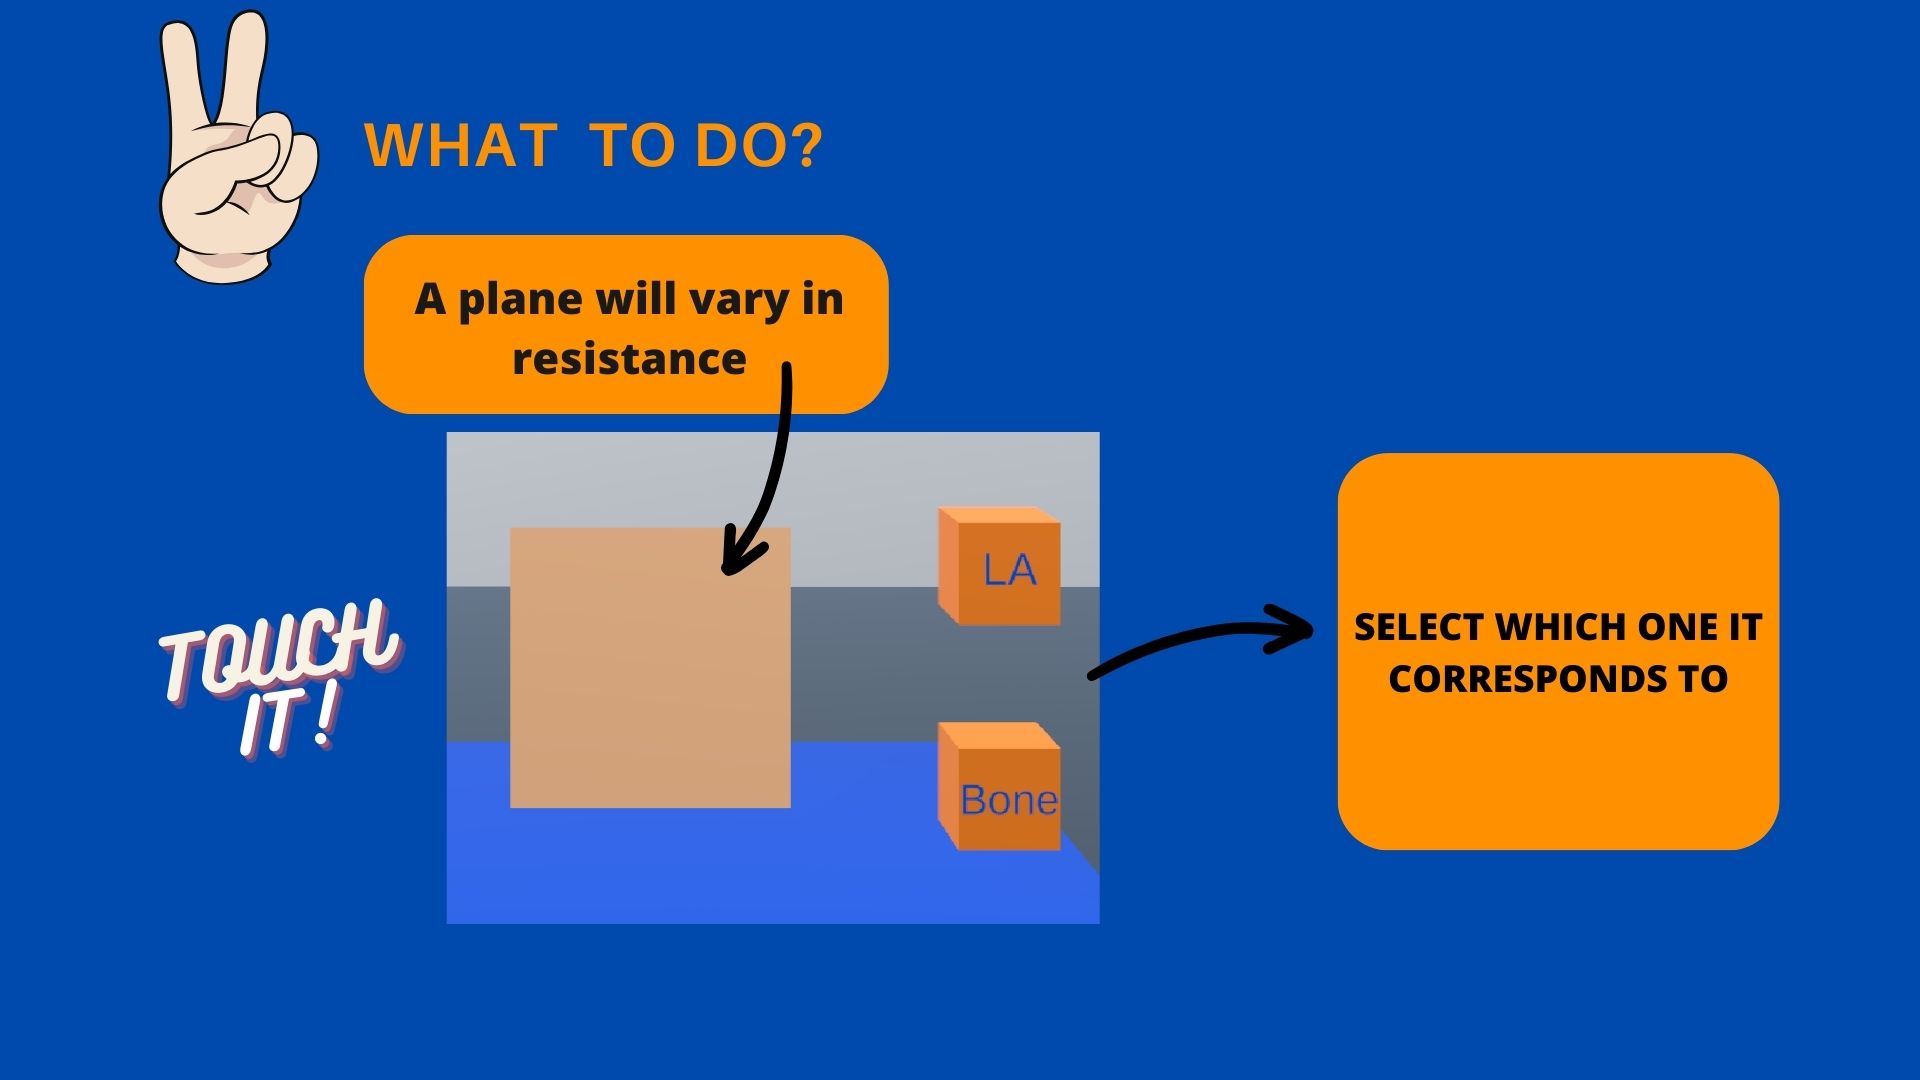 WHAT TO DO?
A plane will vary in
resistance
LA
TOUCH
IT!
Bone
SELECT WHICH ONE IT
CORRESPONDS TO